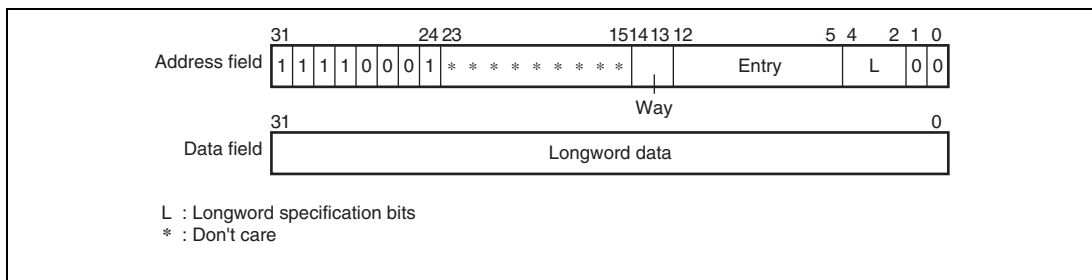 31 24 23 15 14 13 12 5 4 2 1 0
Address field 1 1 1 1 0 0 0 1 * * * * * * * * * Entry L 0 0
Way
31 0
Data field Longword data
L : Longword specification bits
* : Don't care